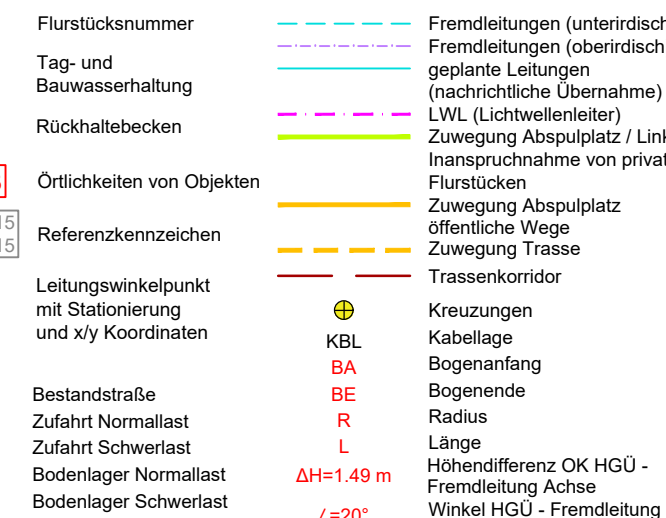 Flurstücksnummer
Tag- und
Bauwasserhaltung
Rückhaltebecken
Örtlichkeiten von Objekten
15
15
Referenzkennzeichen
Leitungswinkelpunkt
mit Stationierung
und x/y Koordinaten
Bestandstraße
Zufahrt Normallast
Zufahrt Schwerlast
Bodenlager Normallast
Bodenlager Schwerlast
Fremdleitungen (unterirdisch
Fremdleitungen (oberirdisch
geplante Leitungen
(nachrichtliche Übernahme)
LWL (Lichtwellenleiter)
Zuwegung Abspulplatz / Link
Inanspruchnahme von privat
Flurstücken
Zuwegung Abspulplatz
öffentliche Wege
Zuwegung Trasse
Trassenkorridor
Kreuzungen
KBL Kabellage
BA Bogenanfang
BE Bogenende
R Radius
L Länge
ΔH=1.49 m Höhendifferenz OK HGÜ -
Fremdleitung Achse
∠=20° Winkel HGÜ - Fremdleitung